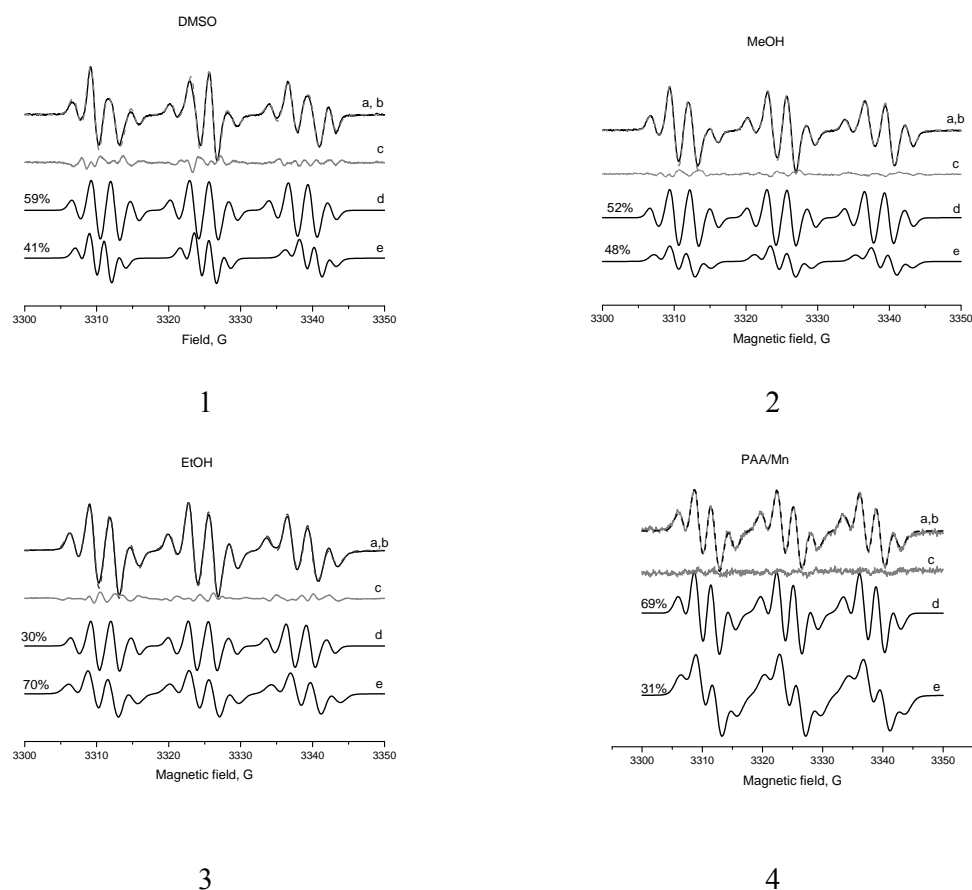 DMSO
a, b
c
59%
d
41%
e
3300 3310 3320 3330 3340 3350
Field, G
1
MeOH
a,b
c
52%
d
48%
e
3300 3310 3320 3330 3340 3350
Magnetic field, G
2
EtOH
a,b
c
30%
d
70%
e
3300 3310 3320 3330 3340 3350
Magnetic field, G
3
PAA/Mn
a,b
c
69%
d
31%
e
3300 3310 3320 3330 3340 3350
Magnetic field, G
4